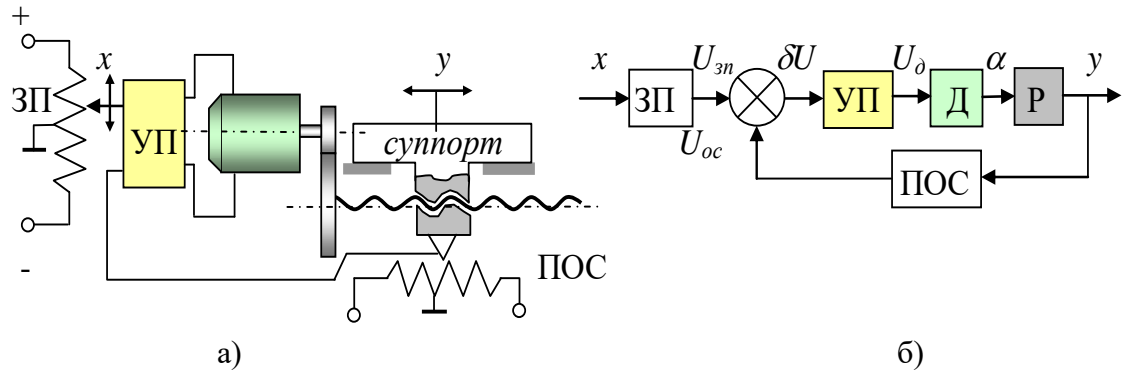 +
x
ЗП
УП
y
суппорт
ПОС
-
а)
x
ЗП
U_зп
U_ос
δU
УП
U_д
Д
α
Р
y
ПОС
б)